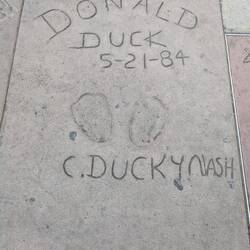 DONALD
DUCK
5-21-84
C. DUCKY NASH